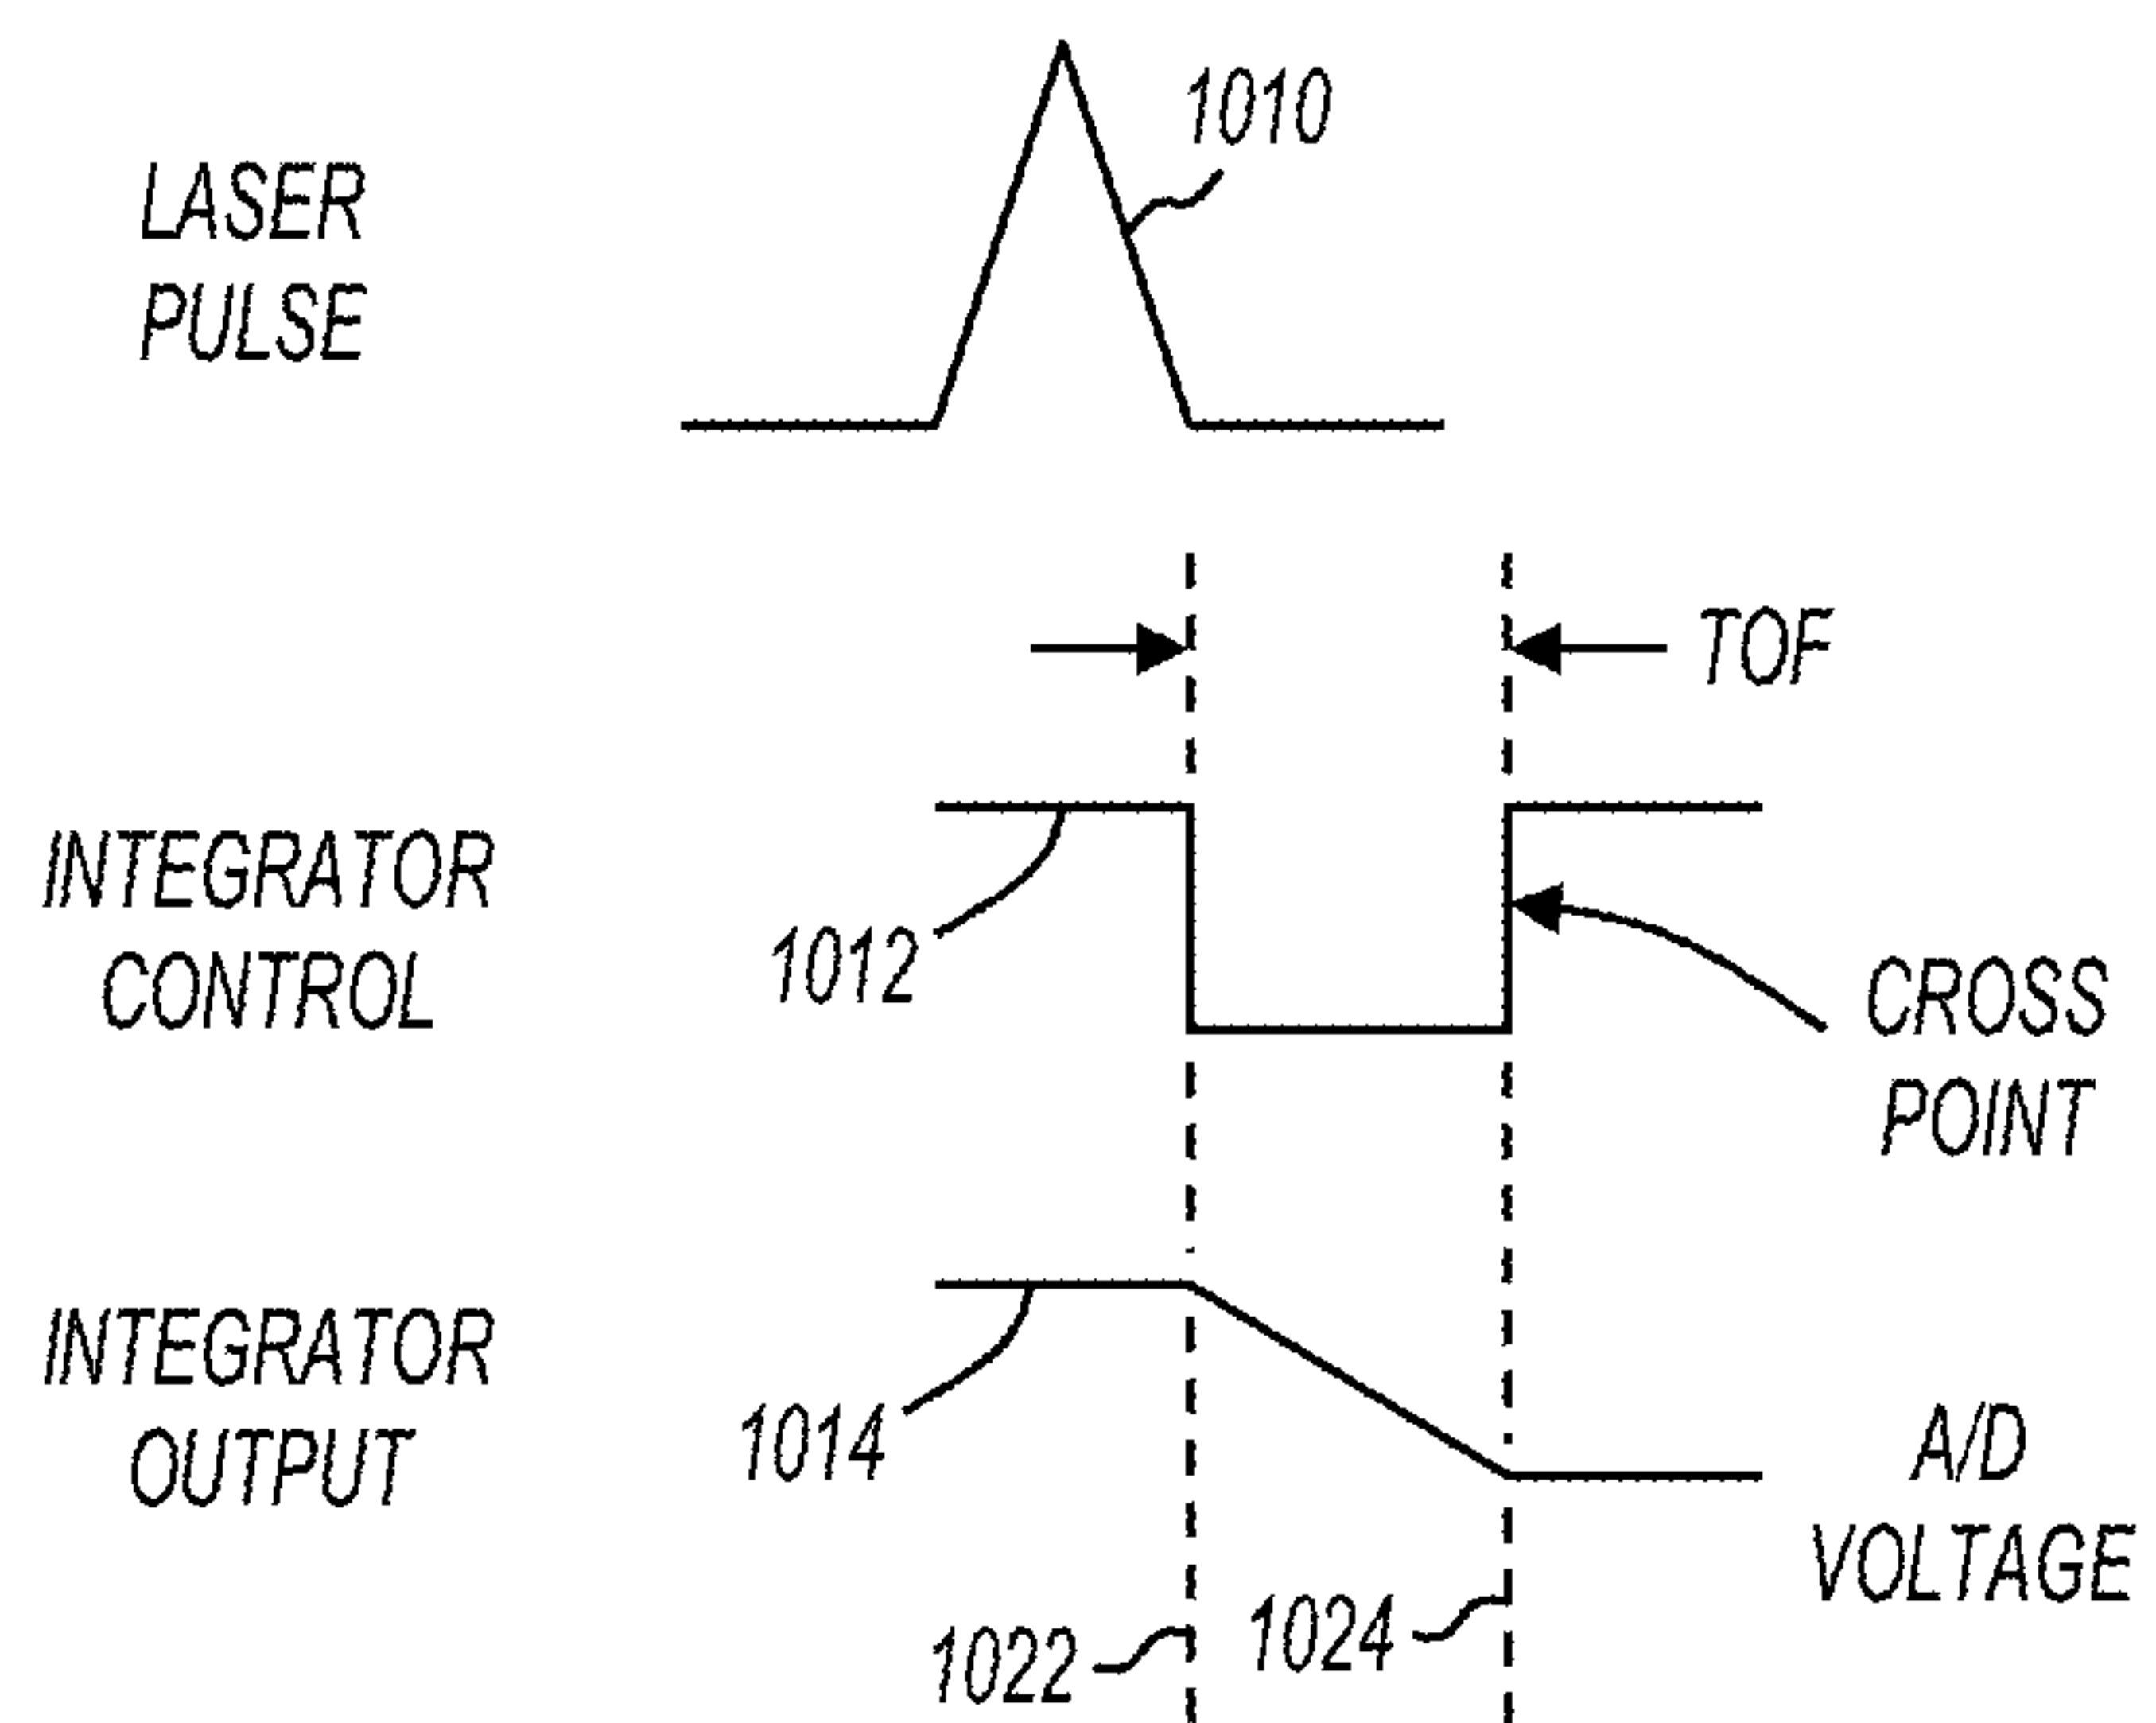 1010
LASER
PULSE
TOF
INTEGRATOR
CONTROL
1012
CROSS
POINT
INTEGRATOR
OUTPUT
1014
A/D
VOLTAGE
1022
1024